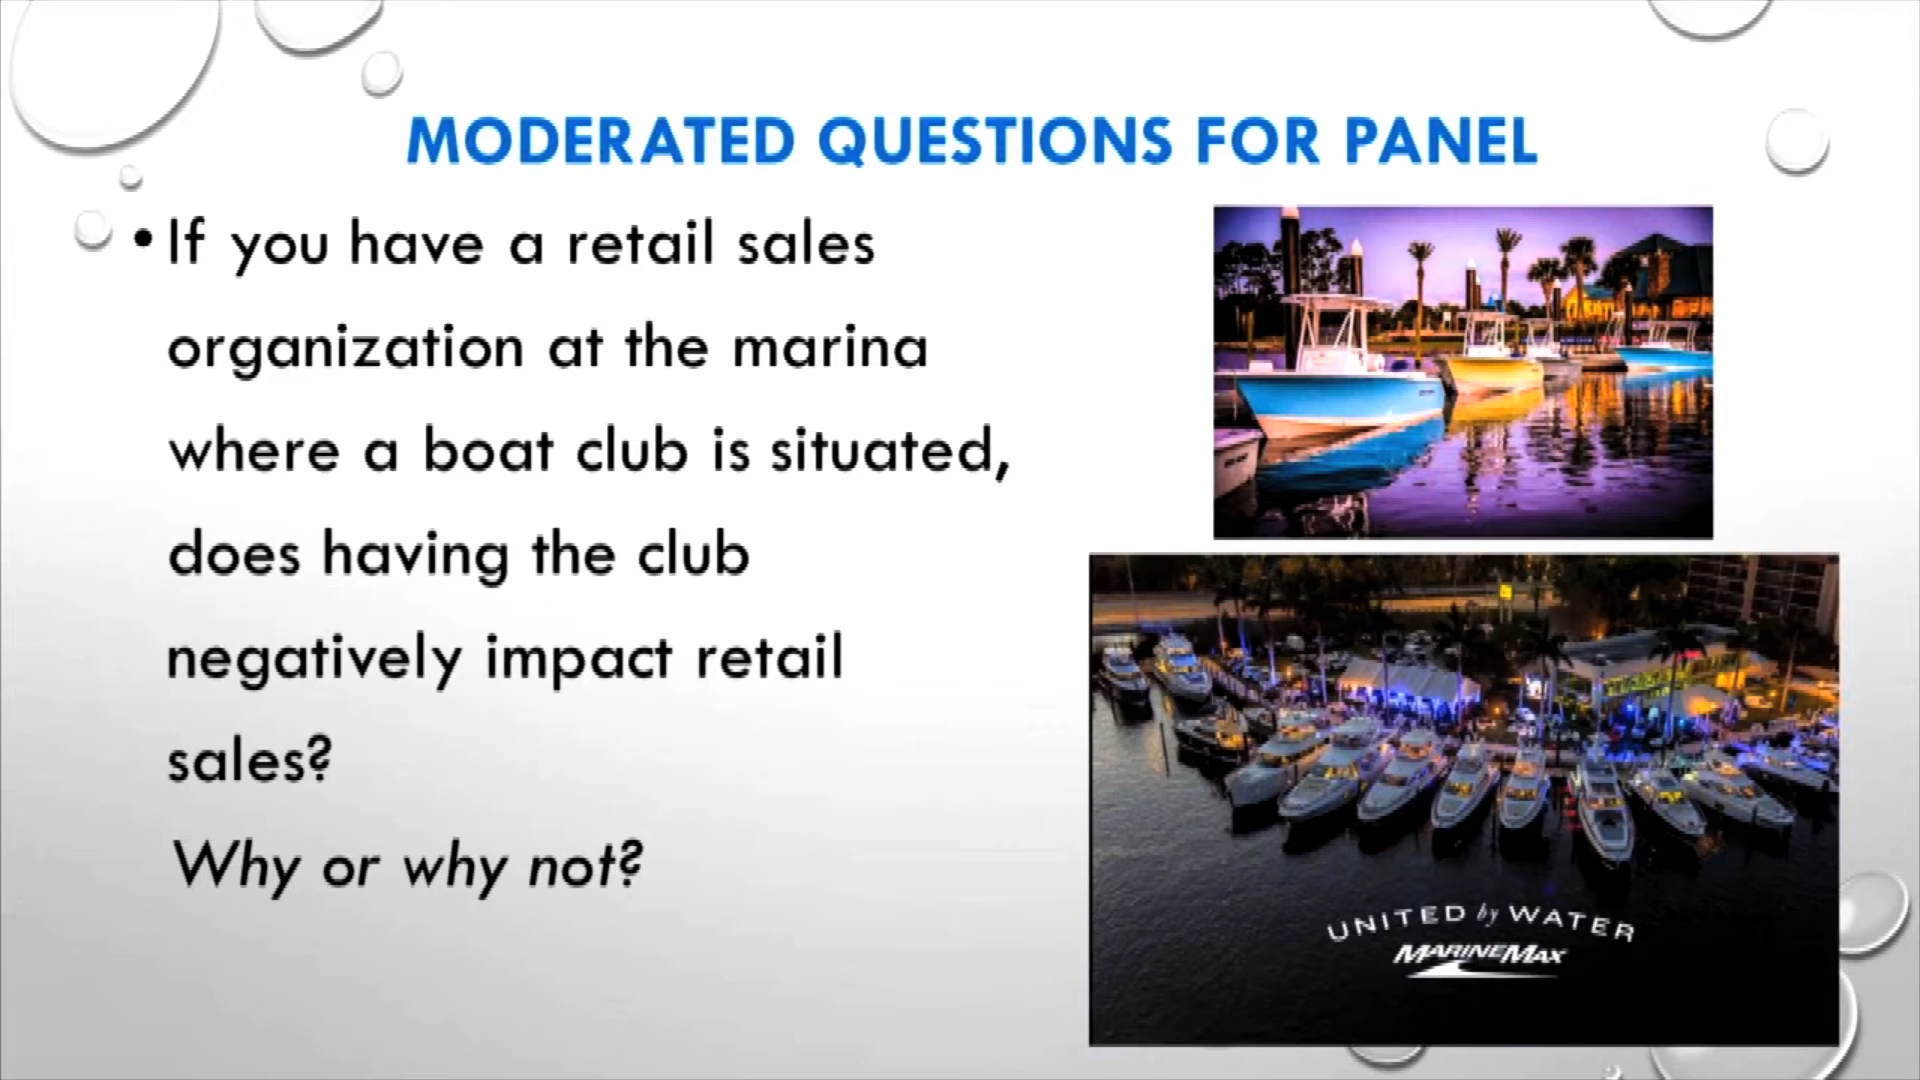 MODERATED QUESTIONS FOR PANEL
• If you have a retail sales
organization at the marina
where a boat club is situated,
does having the club
negatively impact retail
sales?
Why or why not?
UNITED by WATER
MARINEMAX